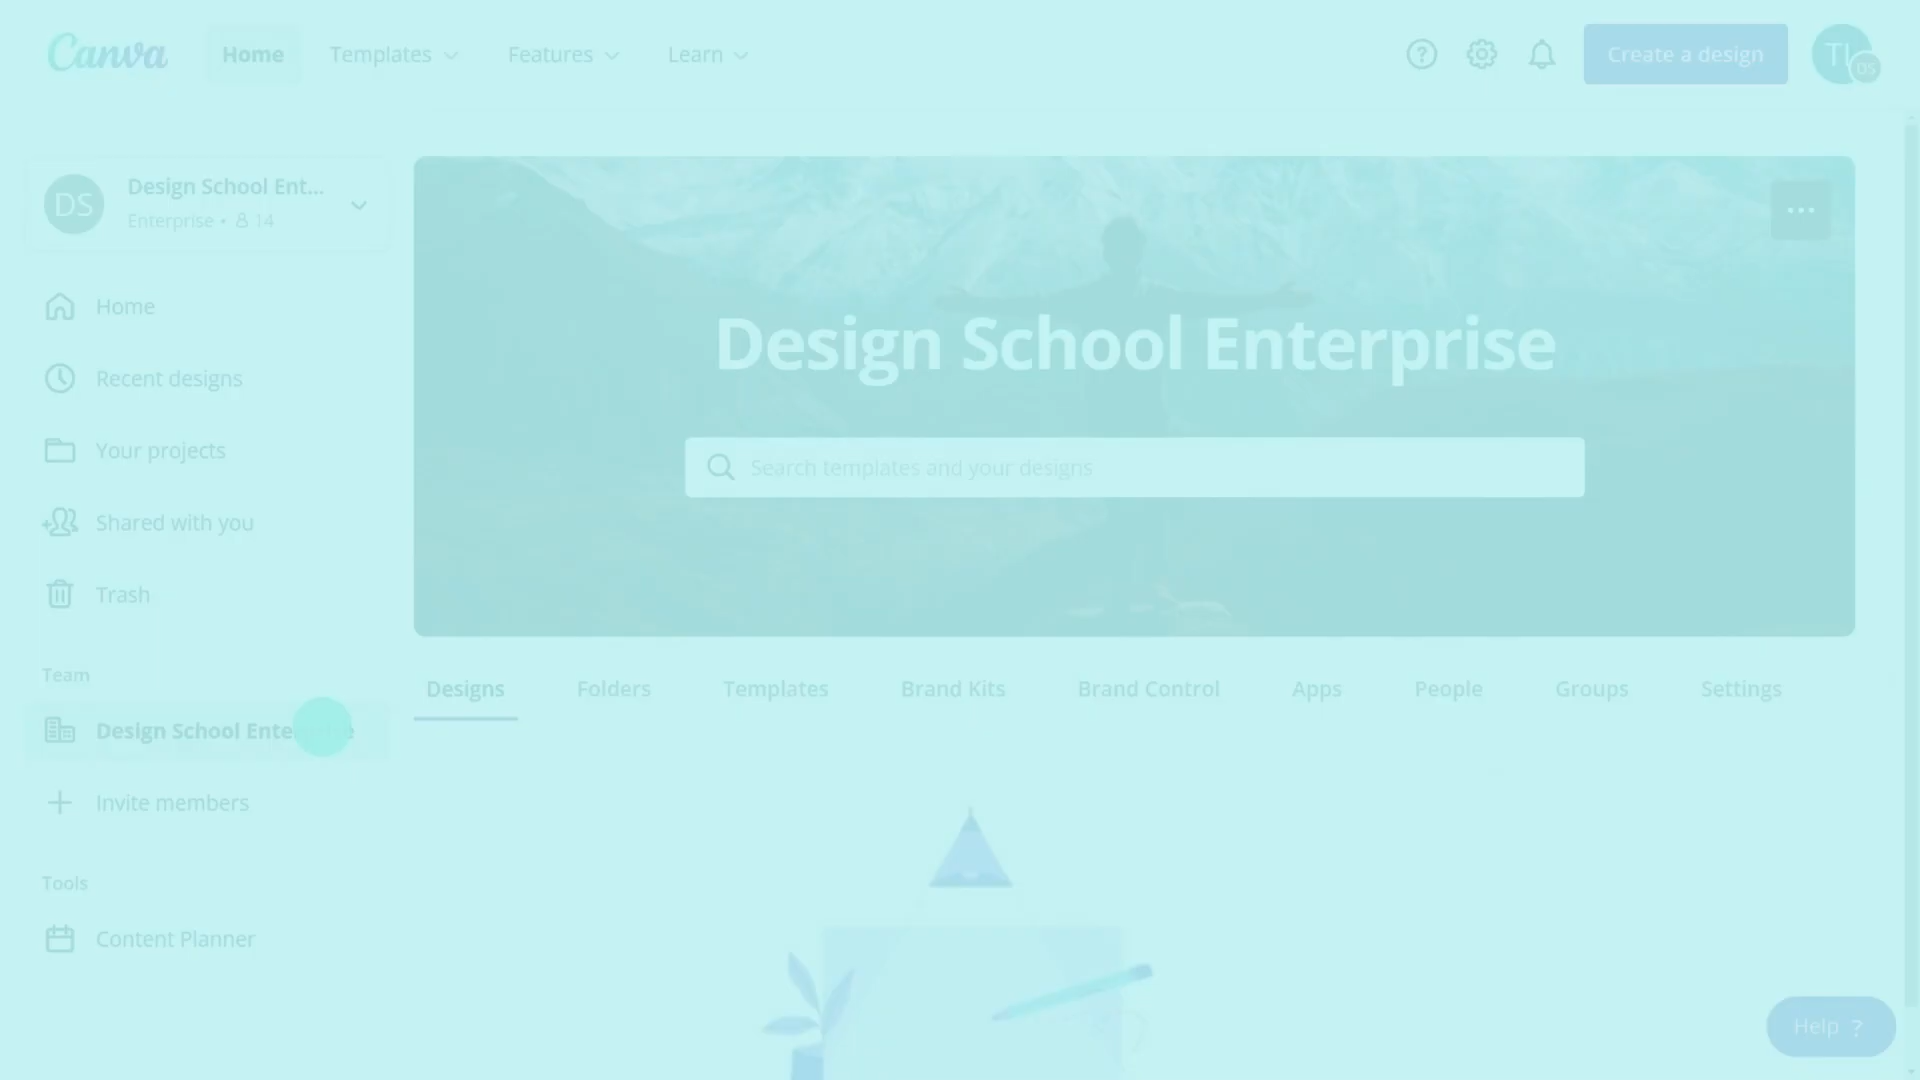 Canva
Home
Templates
Features
Learn
Create a design
TI
DS
DS
Design School Ent...
Enterprise • 14
Home
Recent designs
Your projects
Shared with you
Trash
Team
Design School Ente
Invite members
Tools
Content Planner
Design School Enterprise
Search templates and your designs
Designs
Folders
Templates
Brand Kits
Brand Control
Apps
People
Groups
Settings
Help ?